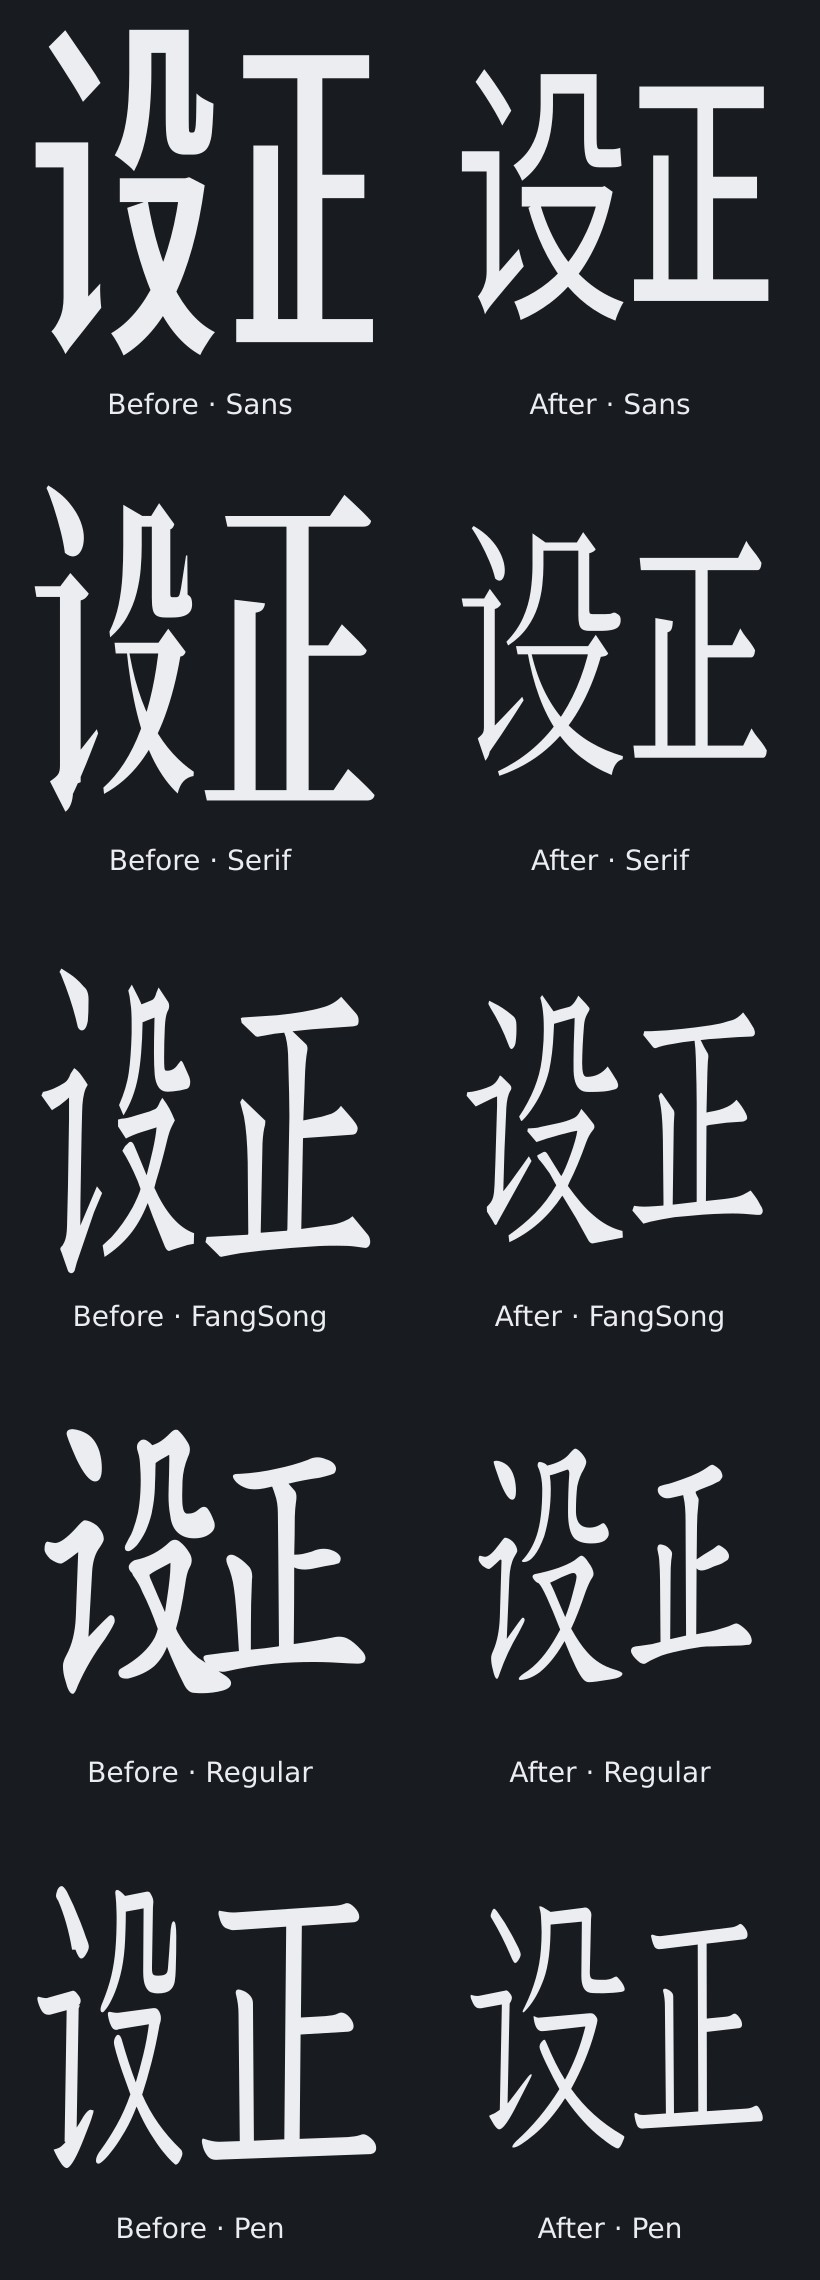 设正 设正
Before · Sans After · Sans
设正 设正
Before · Serif After · Serif
设正 设正
Before · FangSong After · FangSong
设正 设正
Before · Regular After · Regular
设正 设正
Before · Pen After · Pen